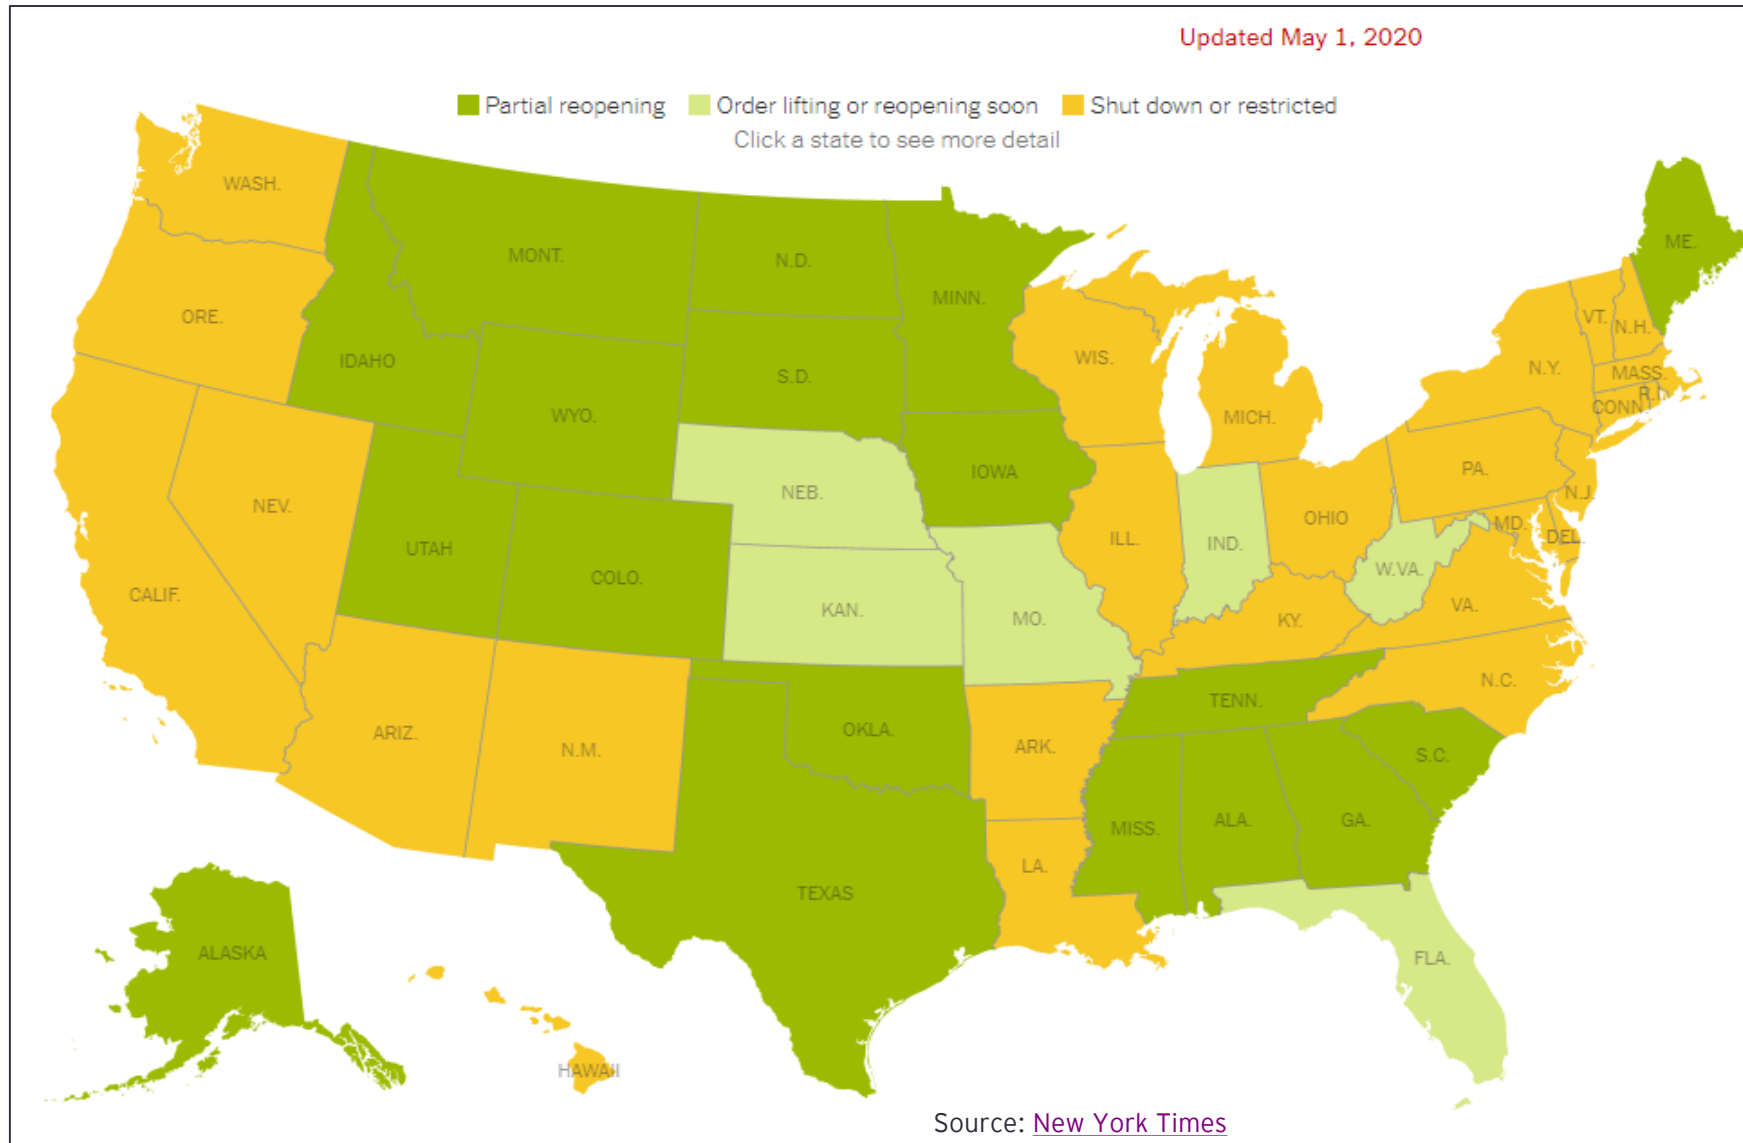 Updated May 1, 2020
Partial reopening Order lifting or reopening soon Shut down or restricted
Click a state to see more detail
WASH.
MONT.
N.D.
MINN.
ME.
ORE.
IDAHO
WYO.
S.D.
WIS.
MICH.
N.Y.
VT.
N.H.
MASS.
R.I.
CONN.
NEV.
UTAH
COLO.
NEB.
IOWA
ILL.
IND.
OHIO
PA.
N.J.
MD.
DEL.
CALIF.
KAN.
MO.
KY.
W.VA.
VA.
ARIZ.
N.M.
OKLA.
ARK.
TENN.
N.C.
S.C.
TEXAS
LA.
MISS.
ALA.
GA.
FLA.
ALASKA
HAWAII
Source: New York Times